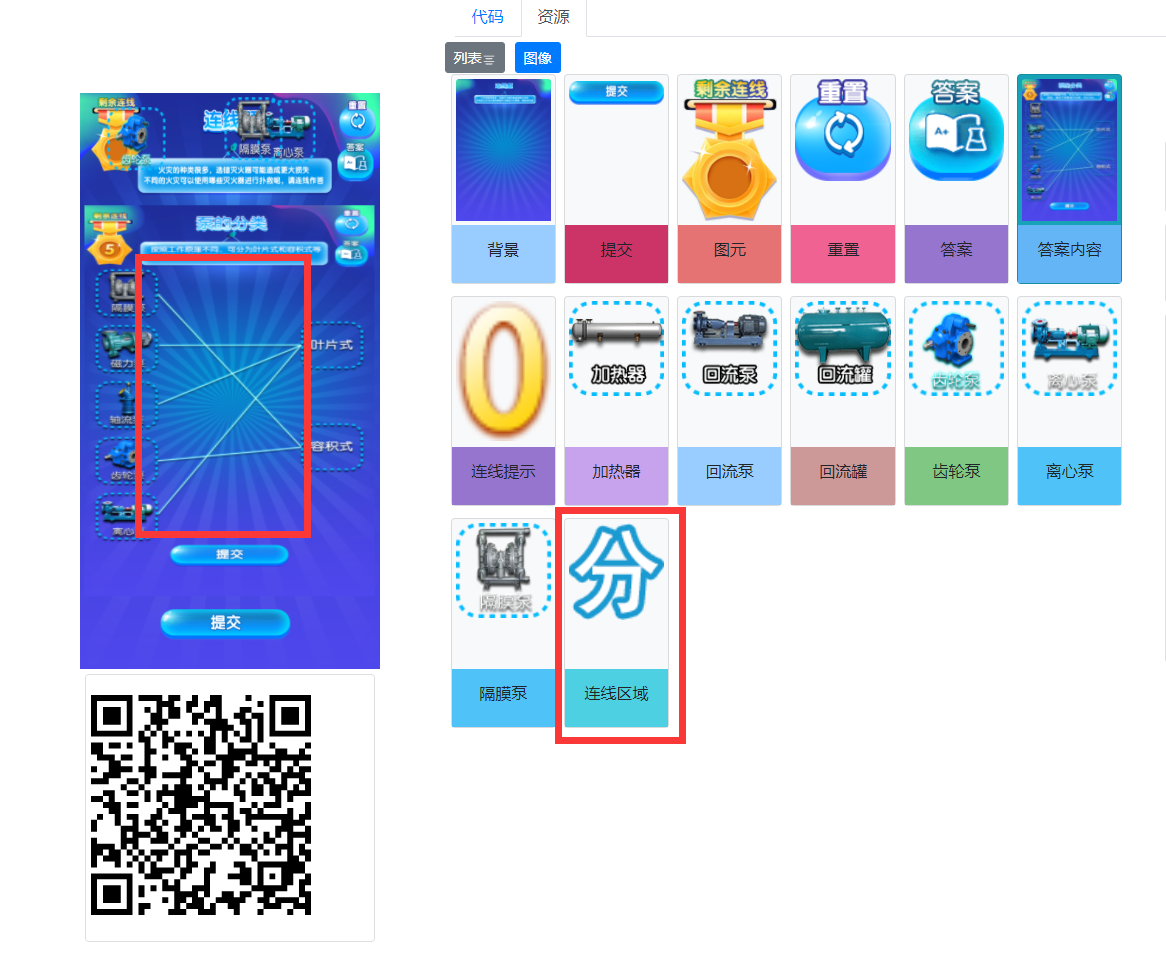 代码
资源
列表
图像
剩余连线
重置
连线
隔膜泵
离心泵
齿轮泵
答案
火灾的种类很多，选错灭火器可能造成更大损失
不同的火灾可以使用哪些灭火器进行扑救呢，请连线作答
剩余连线
重置
泵的分类
5
按照工作原理不同，可分为叶片式和容积式等
答案
隔膜泵
叶片式
磁力泵
轴流泵
容积式
齿轮泵
离心
提交
提交
提交
剩余连线
重置
答案
A+
背景
提交
图元
重置
答案
答案内容
0
加热器
回流泵
回流罐
齿轮泵
离心泵
连线提示
加热器
回流泵
回流罐
齿轮泵
离心泵
隔膜泵
分
隔膜泵
连线区域